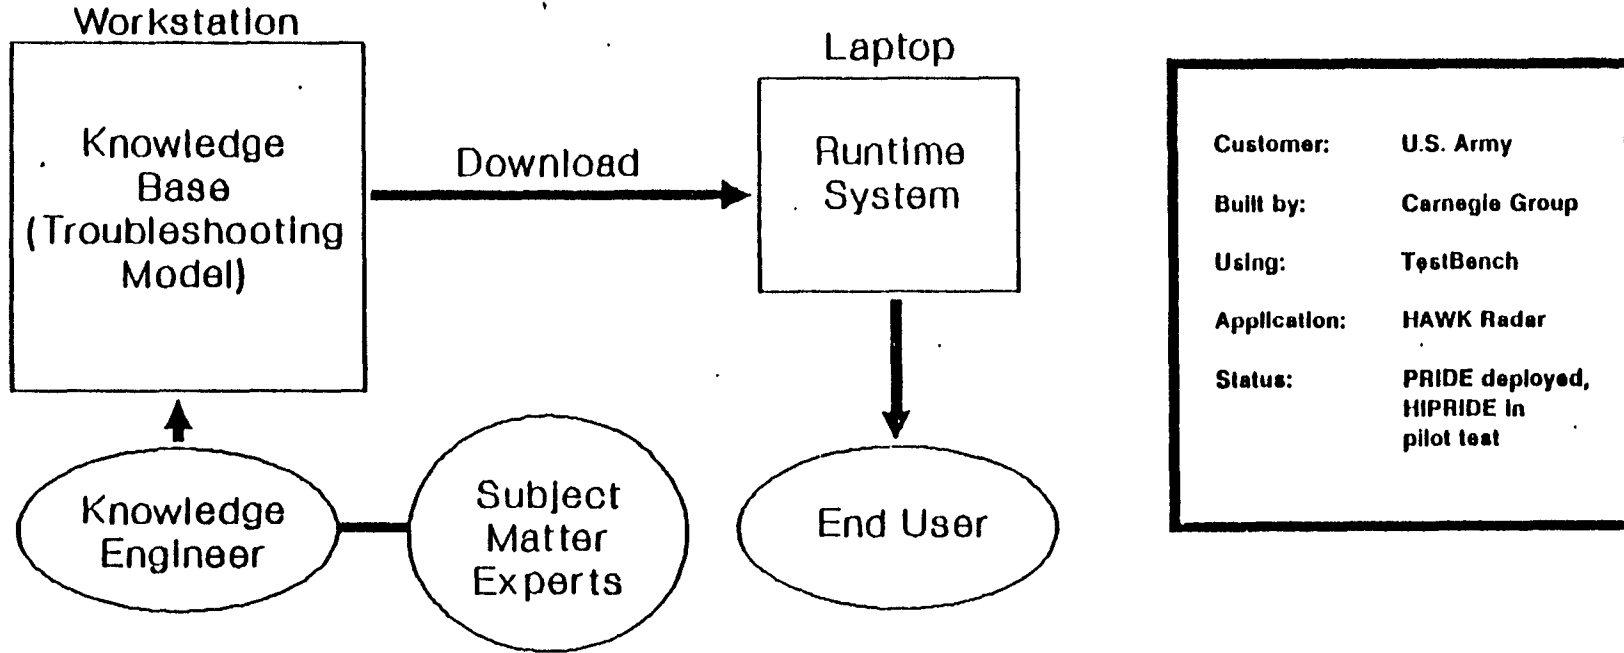 Workstation
Knowledge
Base
(Troubleshooting
Model)
Download
Laptop
Runtime
System
Knowledge
Engineer
Subject
Matter
Experts
End User
Customer: U.S. Army
Built by: Carnegie Group
Using: TestBench
Application: HAWK Radar
Status: PRIDE deployed,
HIPRIDE in
pilot test